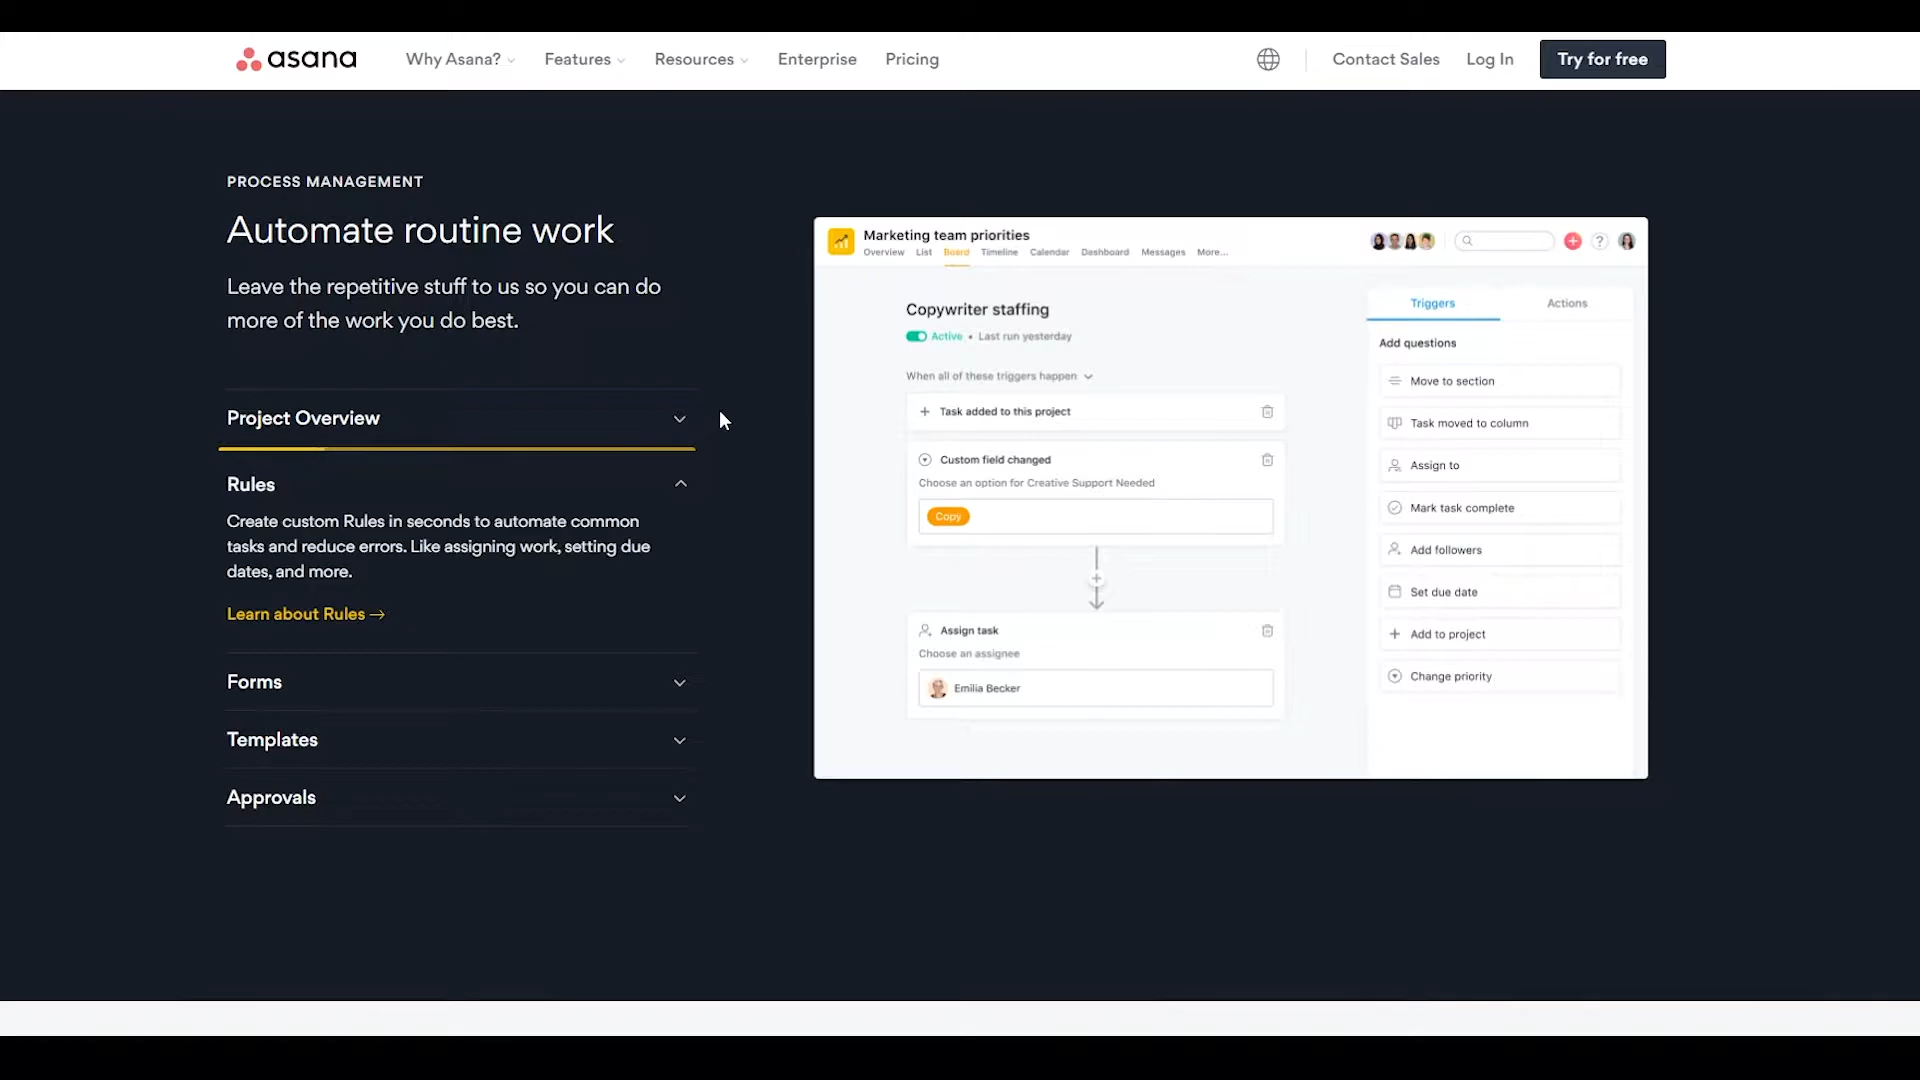 asana
Why Asana? Features Resources Enterprise Pricing
Contact Sales Log In Try for free
PROCESS MANAGEMENT
Automate routine work
Leave the repetitive stuff to us so you can do
more of the work you do best.
Project Overview
Rules
Create custom Rules in seconds to automate common
tasks and reduce errors. Like assigning work, setting due
dates, and more.
Learn about Rules →
Forms
Templates
Approvals
Marketing team priorities
Overview List Board Timeline Calendar Dashboard Messages More...
?
Copywriter staffing
Active • Last run yesterday
When all of these triggers happen
Task added to this project
Custom field changed
Choose an option for Creative Support Needed
Copy
Assign task
Choose an assignee
Emilia Becker
Triggers Actions
Add questions
Move to section
Task moved to column
Assign to
Mark task complete
Add followers
Set due date
Add to project
Change priority